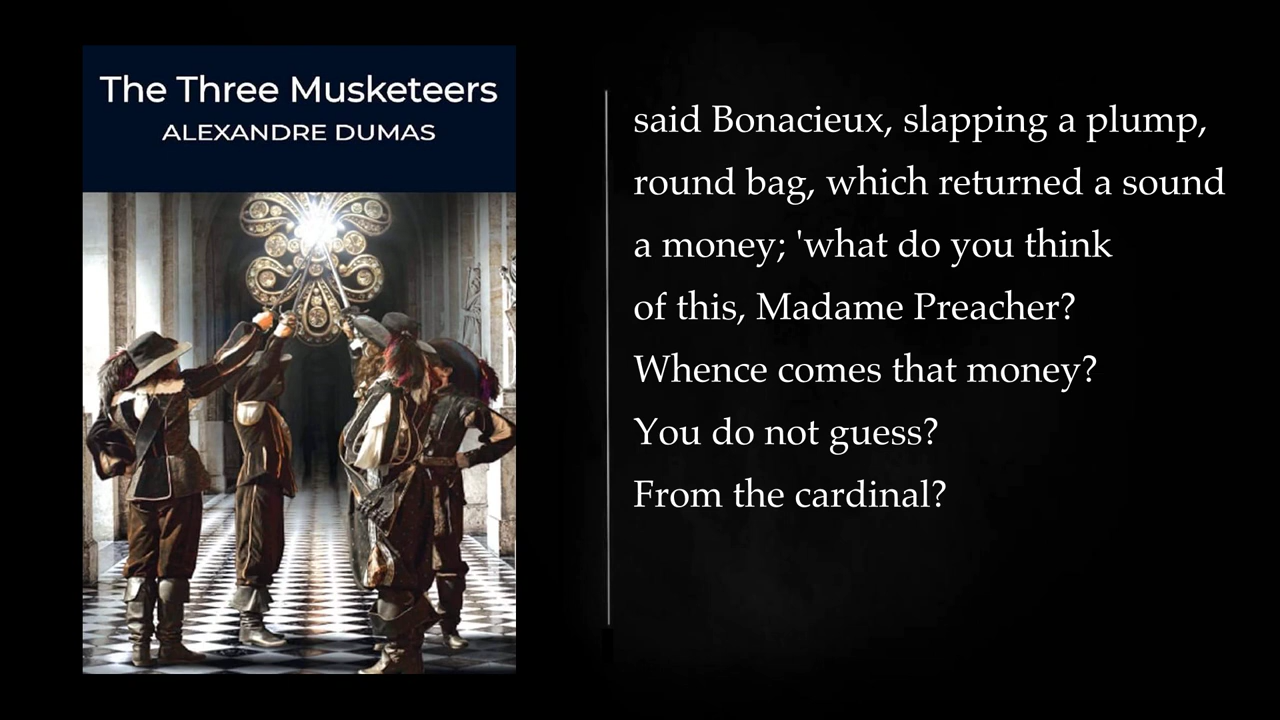 The Three Musketeers
ALEXANDRE DUMAS
said Bonacieux, slapping a plump,
round bag, which returned a sound
a money; 'what do you think
of this, Madame Preacher?
Whence comes that money?
You do not guess?
From the cardinal?